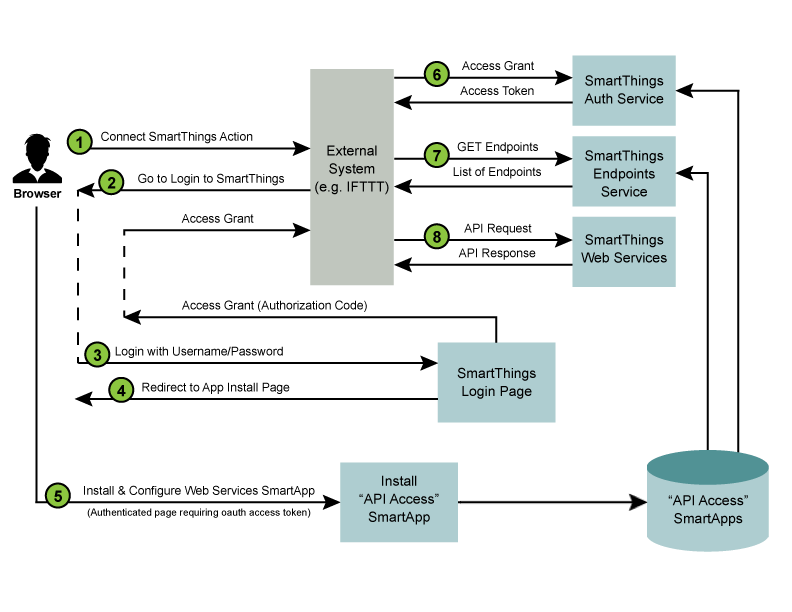 6
Access Grant
Access Token
SmartThings
Auth Service
1
Connect SmartThings Action
Browser
2
Go to Login to SmartThings
Access Grant
External
System
(e.g. IFTTT)
7
GET Endpoints
List of Endpoints
SmartThings
Endpoints
Service
8
API Request
API Response
SmartThings
Web Services
Access Grant (Authorization Code)
3
Login with Username/Password
4
Redirect to App Install Page
SmartThings
Login Page
5
Install & Configure Web Services SmartApp
(Authenticated page requiring oauth access token)
Install
“API Access”
SmartApp
“API Access”
SmartApps